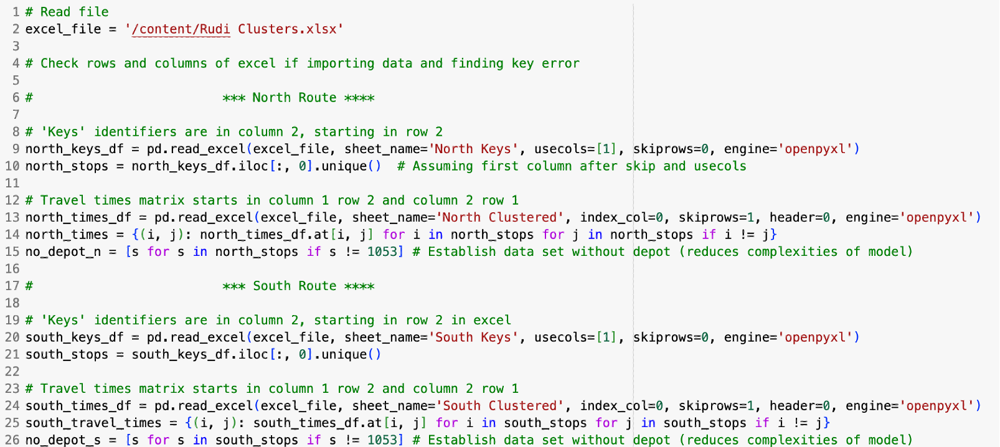 1 # Read file
2 excel_file = '/content/Rudi Clusters.xlsx'
3
4 # Check rows and columns of excel if importing data and finding key error
5
6 #                         *** North Route ****
7
8 # 'Keys' identifiers are in column 2, starting in row 2
9 north_keys_df = pd.read_excel(excel_file, sheet_name='North Keys', usecols=[1], skiprows=0, engine='openpyxl')
10 north_stops = north_keys_df.iloc[:, 0].unique()  # Assuming first column after skip and usecols
11
12 # Travel times matrix starts in column 1 row 2 and column 2 row 1
13 north_times_df = pd.read_excel(excel_file, sheet_name='North Clustered', index_col=0, skiprows=1, header=0, engine='openpyxl')
14 north_times = {(i, j): north_times_df.at[i, j] for i in north_stops for j in north_stops if i != j}
15 no_depot_n = [s for s in north_stops if s != 1053] # Establish data set without depot (reduces complexities of model)
16
17 #                         *** South Route ****
18
19 # 'Keys' identifiers are in column 2, starting in row 2 in excel
20 south_keys_df = pd.read_excel(excel_file, sheet_name='South Keys', usecols=[1], skiprows=0, engine='openpyxl')
21 south_stops = south_keys_df.iloc[:, 0].unique()
22
23 # Travel times matrix starts in column 1 row 2 and column 2 row 1
24 south_times_df = pd.read_excel(excel_file, sheet_name='South Clustered', index_col=0, skiprows=1, header=0, engine='openpyxl')
25 south_travel_times = {(i, j): south_times_df.at[i, j] for i in south_stops for j in south_stops if i != j}
26 no_depot_s = [s for s in south_stops if s != 1053] # Establish data set without depot (reduces complexities of model)